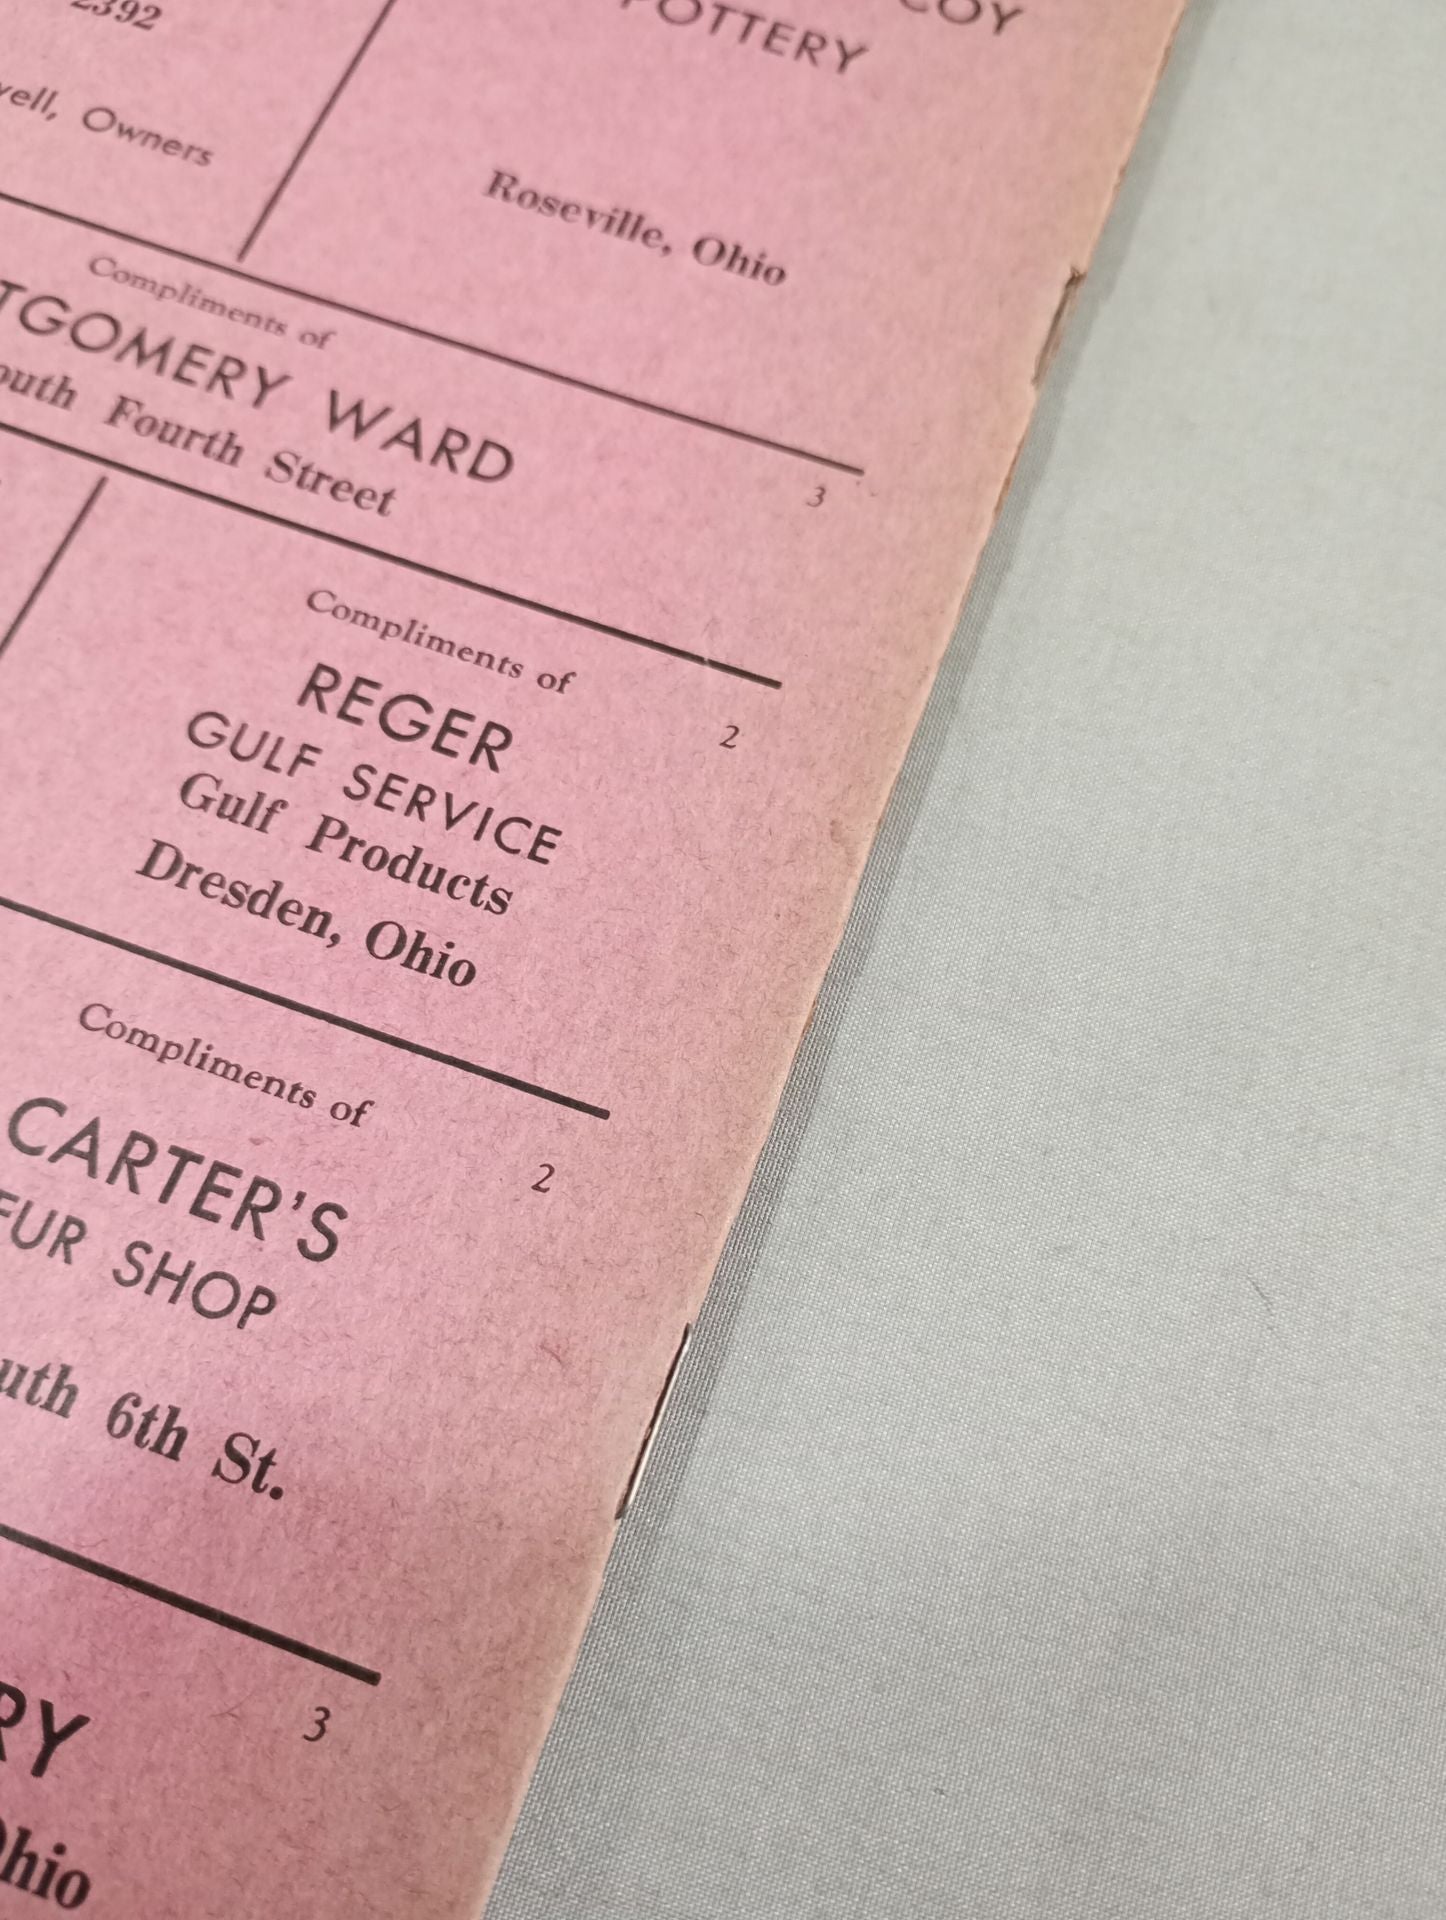 2392
Owners
COY
POTTERY
Roseville, Ohio
Compliments of
TGOMERY WARD
outh Fourth Street
3
Compliments of
REGER
GULF SERVICE
Gulf Products
Dresden, Ohio
2
Compliments of
CARTER'S
FUR SHOP
uth 6th St.
2
RY
Ohio
3